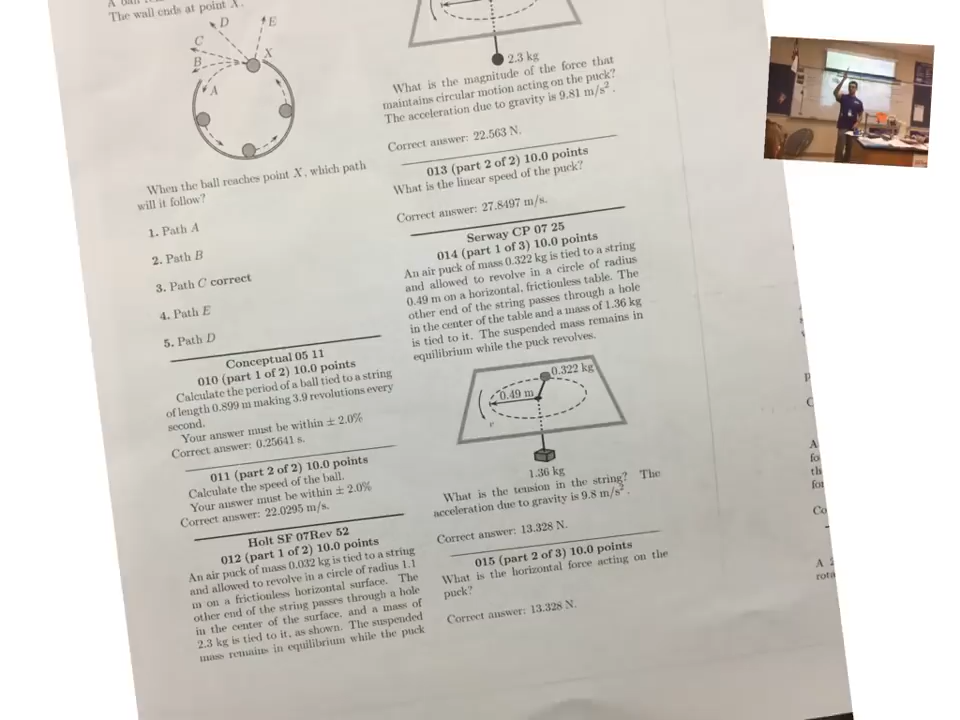 The wall ends at point X.
D
E
C
X
B
A
When the ball reaches point X, which path
will it follow?
1. Path A
2. Path B
3. Path C correct
4. Path E
5. Path D
Conceptual 05 11
010 (part 1 of 2) 10.0 points
Calculate the period of a ball tied to a string
of length 0.899 m making 3.9 revolutions every
second.
Your answer must be within ± 2.0%
Correct answer: 0.25641 s.
011 (part 2 of 2) 10.0 points
Calculate the speed of the ball.
Your answer must be within ± 2.0%
Correct answer: 22.0295 m/s.
Holt SF 07Rev 52
012 (part 1 of 2) 10.0 points
An air puck of mass 0.032 kg is tied to a string
and allowed to revolve in a circle of radius 1.1
m on a frictionless horizontal surface. The
other end of the string passes through a hole
in the center of the surface, and a mass of
2.3 kg is tied to it, as shown. The suspended
mass remains in equilibrium while the puck
2.3 kg
What is the magnitude of the force that
maintains circular motion acting on the puck?
The acceleration due to gravity is 9.81 m/s².
Correct answer: 22.563 N.
013 (part 2 of 2) 10.0 points
What is the linear speed of the puck?
Correct answer: 27.8497 m/s.
Serway CP 07 25
014 (part 1 of 3) 10.0 points
An air puck of mass 0.322 kg is tied to a string
and allowed to revolve in a circle of radius
0.49 m on a horizontal, frictionless table. The
other end of the string passes through a hole
in the center of the table and a mass of 1.36 kg
is tied to it. The suspended mass remains in
equilibrium while the puck revolves.
0.322 kg
0.49 m
v
1.36 kg
What is the tension in the string? The
acceleration due to gravity is 9.8 m/s².
Correct answer: 13.328 N.
015 (part 2 of 3) 10.0 points
What is the horizontal force acting on the
puck?
Correct answer: 13.328 N.
A
fo
th
for
Co
A 2
rota